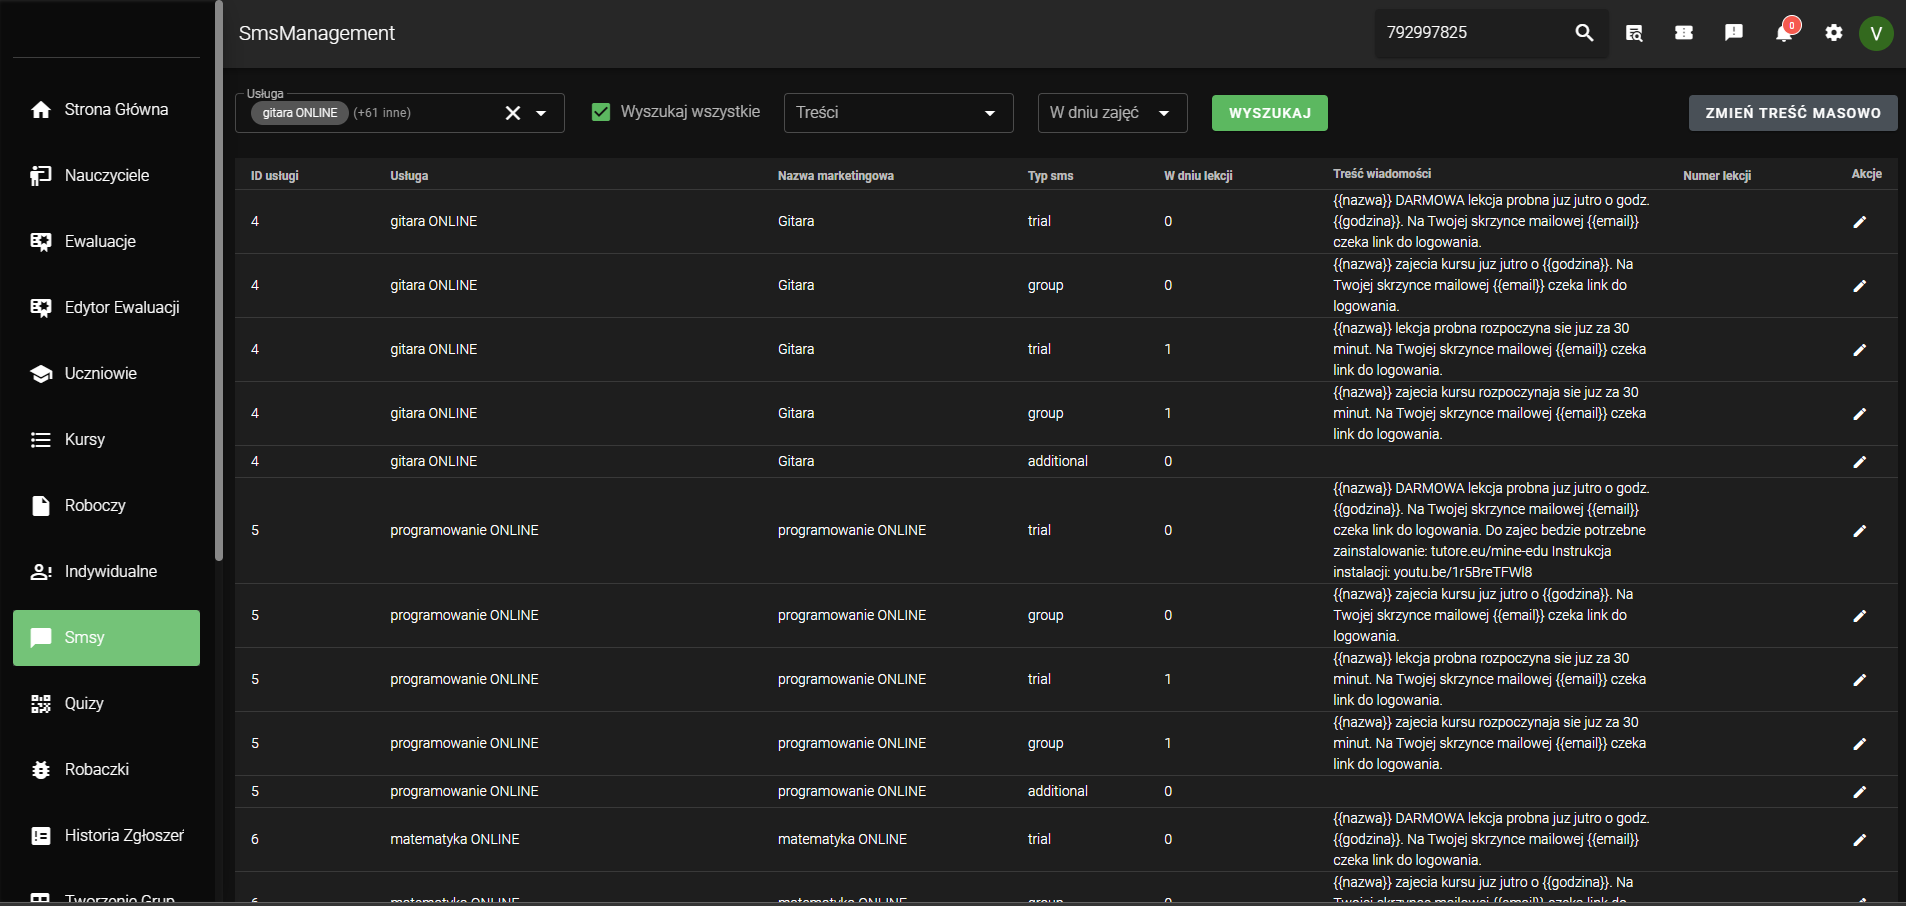 SmsManagement
792997825
0
V
Strona Główna
Nauczyciele
Ewaluacje
Edytor Ewaluacji
Uczniowie
Kursy
Roboczy
Indywidualne
Smsy
Quizy
Robaczki
Historia Zgłoszeń
Tworzenie Grup
Usługa
gitara ONLINE (+61 inne)
Wyszukaj wszystkie
Treści
W dniu zajęć
WYSZUKAJ
ZMIEŃ TREŚĆ MASOWO
ID usługi Usługa Nazwa marketingowa Typ sms W dniu lekcji Treść wiadomości Numer lekcji Akcje
4 gitara ONLINE Gitara trial 0
{{nazwa}} DARMOWA lekcja probna juz jutro o godz.
{{godzina}}. Na Twojej skrzynce mailowej {{email}}
czeka link do logowania.
4 gitara ONLINE Gitara group 0
{{nazwa}} zajecia kursu juz jutro o {{godzina}}. Na
Twojej skrzynce mailowej {{email}} czeka link do
logowania.
4 gitara ONLINE Gitara trial 1
{{nazwa}} lekcja probna rozpoczyna sie juz za 30
minut. Na Twojej skrzynce mailowej {{email}} czeka
link do logowania.
4 gitara ONLINE Gitara group 1
{{nazwa}} zajecia kursu rozpoczynaja sie juz za 30
minut. Na Twojej skrzynce mailowej {{email}} czeka
link do logowania.
4 gitara ONLINE Gitara additional 0
5 programowanie ONLINE programowanie ONLINE trial 0
{{nazwa}} DARMOWA lekcja probna juz jutro o godz.
{{godzina}}. Na Twojej skrzynce mailowej {{email}}
czeka link do logowania. Do zajec bedzie potrzebne
zainstalowanie: tutore.eu/mine-edu Instrukcja
instalacji: youtu.be/1r5BreTFWl8
5 programowanie ONLINE programowanie ONLINE group 0
{{nazwa}} zajecia kursu juz jutro o {{godzina}}. Na
Twojej skrzynce mailowej {{email}} czeka link do
logowania.
5 programowanie ONLINE programowanie ONLINE trial 1
{{nazwa}} lekcja probna rozpoczyna sie juz za 30
minut. Na Twojej skrzynce mailowej {{email}} czeka
link do logowania.
5 programowanie ONLINE programowanie ONLINE group 1
{{nazwa}} zajecia kursu rozpoczynaja sie juz za 30
minut. Na Twojej skrzynce mailowej {{email}} czeka
link do logowania.
5 programowanie ONLINE programowanie ONLINE additional 0
6 matematyka ONLINE matematyka ONLINE trial 0
{{nazwa}} DARMOWA lekcja probna juz jutro o godz.
{{godzina}}. Na Twojej skrzynce mailowej {{email}}
czeka link do logowania.
6 matematyka ONLINE matematyka ONLINE group 0
{{nazwa}} zajecia kursu juz jutro o {{godzina}}. Na
Twojej skrzynce mailowej {{email}} czeka link do